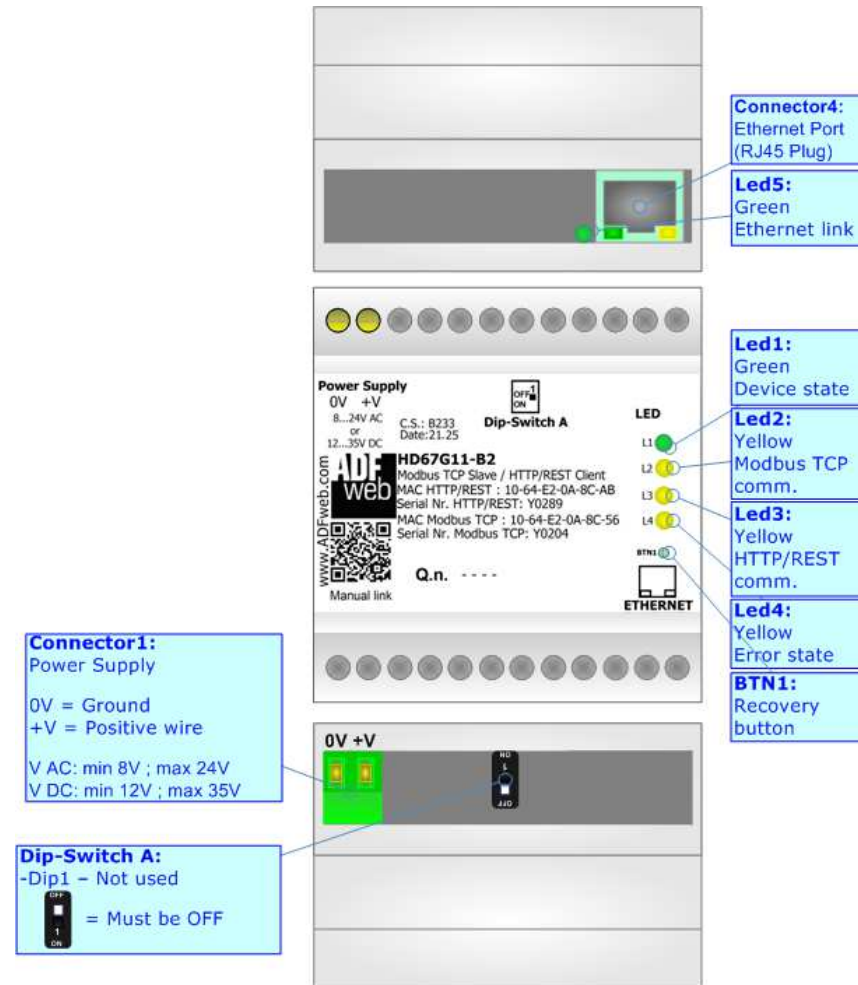 Connector4:
Ethernet Port
(RJ45 Plug)
Led5:
Green
Ethernet link
Power Supply
0V +V
8...24V AC
or
12...35V DC
C.S.: B233
Date:21.25
OFF 1
ON
Dip-Switch A
LED
L1
L2
L3
L4
BTN1
ETHERNET
www.ADFweb.com
ADF
web
HD67G11-B2
Modbus TCP Slave / HTTP/REST Client
MAC HTTP/REST : 10-64-E2-0A-8C-AB
Serial Nr. HTTP/REST: Y0289
MAC Modbus TCP : 10-64-E2-0A-8C-56
Serial Nr. Modbus TCP: Y0204
Q.n. - - - -
Manual link
Led1:
Green
Device state
Led2:
Yellow
Modbus TCP
comm.
Led3:
Yellow
HTTP/REST
comm.
Led4:
Yellow
Error state
BTN1:
Recovery
button
Connector1:
Power Supply
0V = Ground
+V = Positive wire
V AC: min 8V ; max 24V
V DC: min 12V ; max 35V
0V +V
ON
1
OFF
Dip-Switch A:
-Dip1 – Not used
OFF
1
ON
= Must be OFF